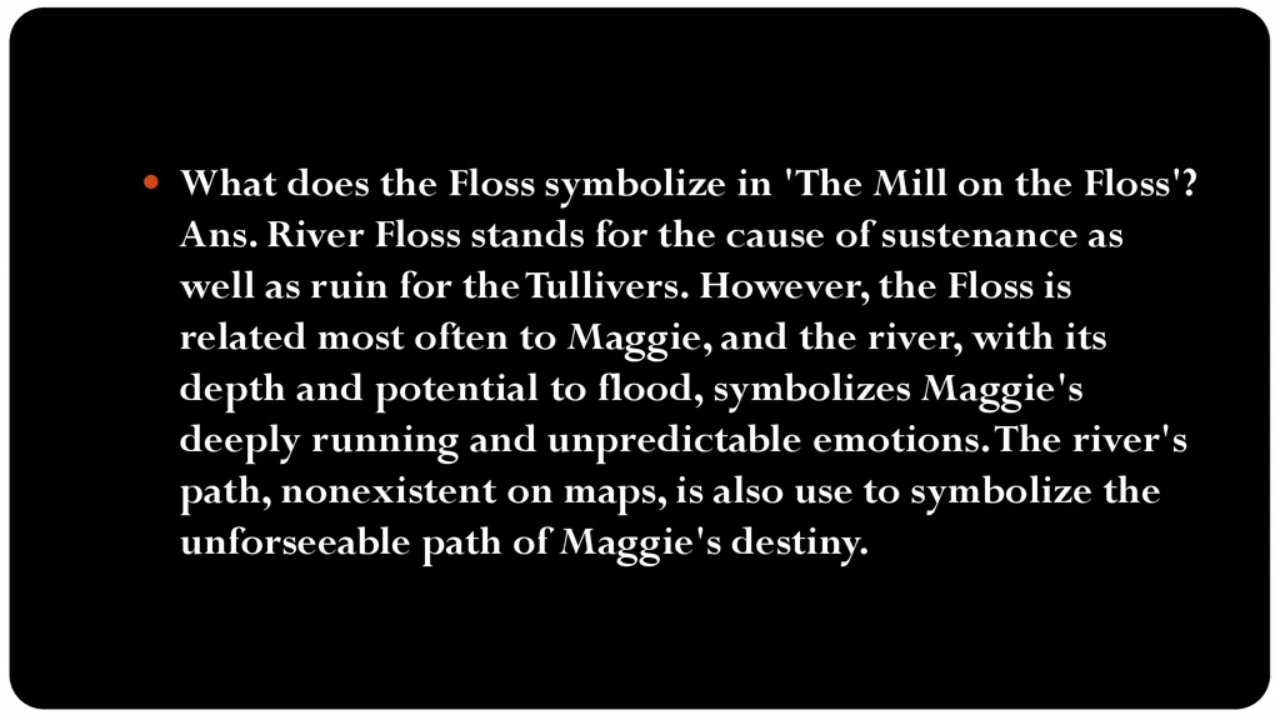 • What does the Floss symbolize in 'The Mill on the Floss'?
Ans. River Floss stands for the cause of sustenance as
well as ruin for the Tullivers. However, the Floss is
related most often to Maggie, and the river, with its
depth and potential to flood, symbolizes Maggie's
deeply running and unpredictable emotions. The river's
path, nonexistent on maps, is also use to symbolize the
unforseeable path of Maggie's destiny.